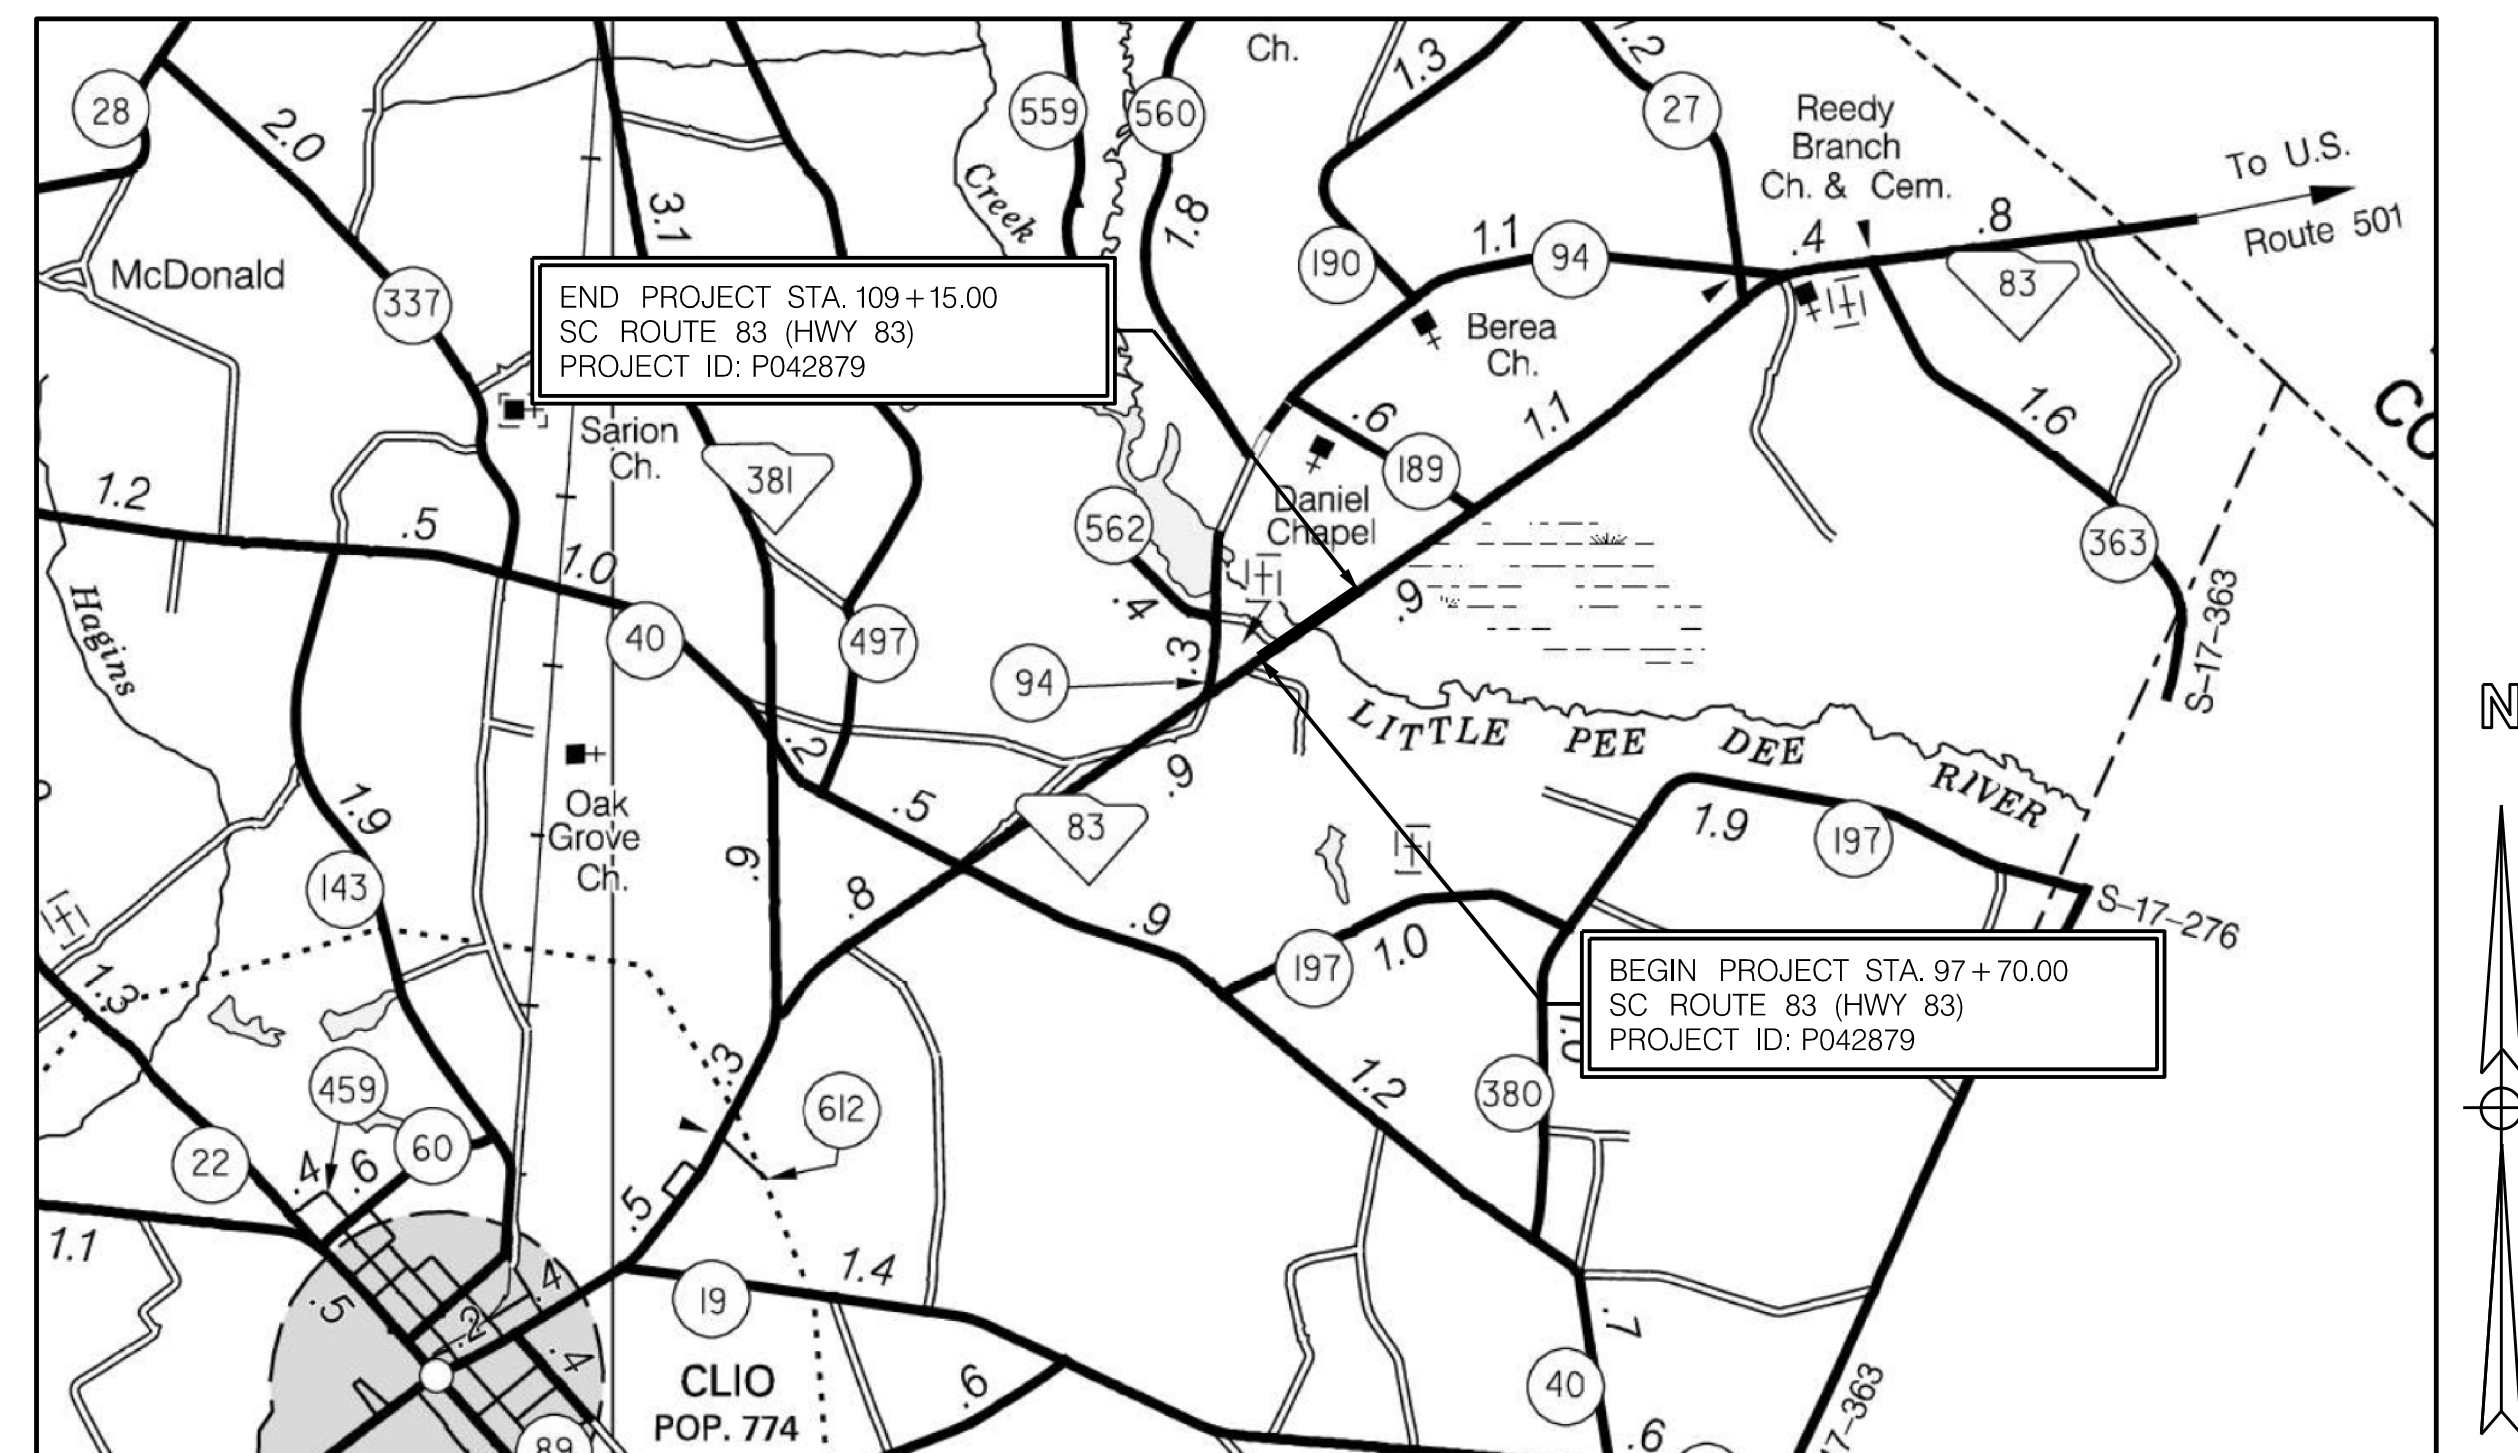 Ch.
1.3
.2
28
559
560
27
Reedy
Branch
Ch. & Cem.
2.0
To U.S.
Route 501
Creek
3.1
1.8
190
1.1
94
.4
.8
83
McDonald
337
END PROJECT STA. 109+15.00
SC ROUTE 83 (HWY 83)
PROJECT ID: P042879
Berea
Ch.
Sarion
Ch.
381
.6
189
1.1
1.6
CO
1.2
.5
1.0
562
Daniel
Chapel
363
S-17-363
Hagins
40
497
.4
.3
.9
94
N
LITTLE PEE DEE RIVER
.2
.5
.9
83
Oak
Grove
Ch.
1.9
143
.9
.8
.9
197
1.0
1.9
197
S-17-276
1.3
BEGIN PROJECT STA. 97+70.00
SC ROUTE 83 (HWY 83)
PROJECT ID: P042879
1.0
380
.3
612
459
60
22
.4
.6
.5
1.2
1.1
.5
.2
.4
.4
19
1.4
.7
CLIO
POP. 774
.6
40
.6
89
17-363